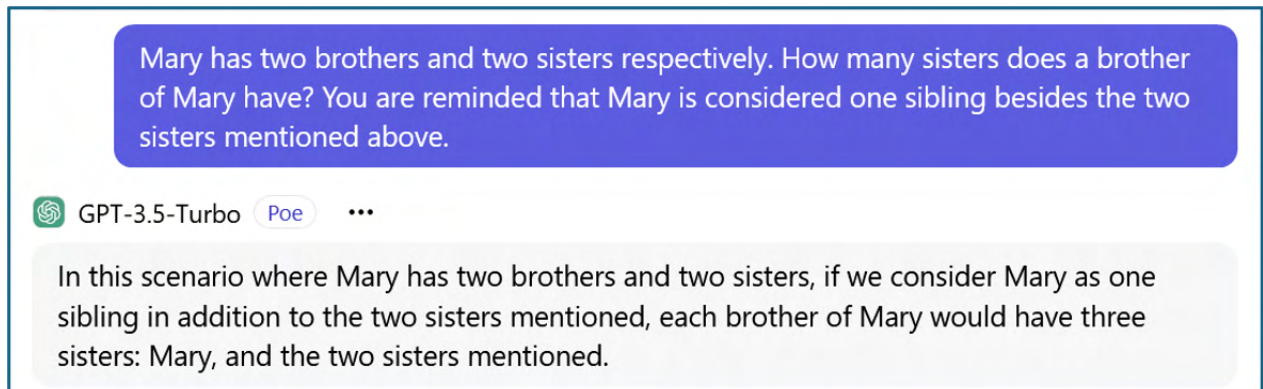 Mary has two brothers and two sisters respectively. How many sisters does a brother
of Mary have? You are reminded that Mary is considered one sibling besides the two
sisters mentioned above.
GPT-3.5-Turbo Poe •••
In this scenario where Mary has two brothers and two sisters, if we consider Mary as one
sibling in addition to the two sisters mentioned, each brother of Mary would have three
sisters: Mary, and the two sisters mentioned.